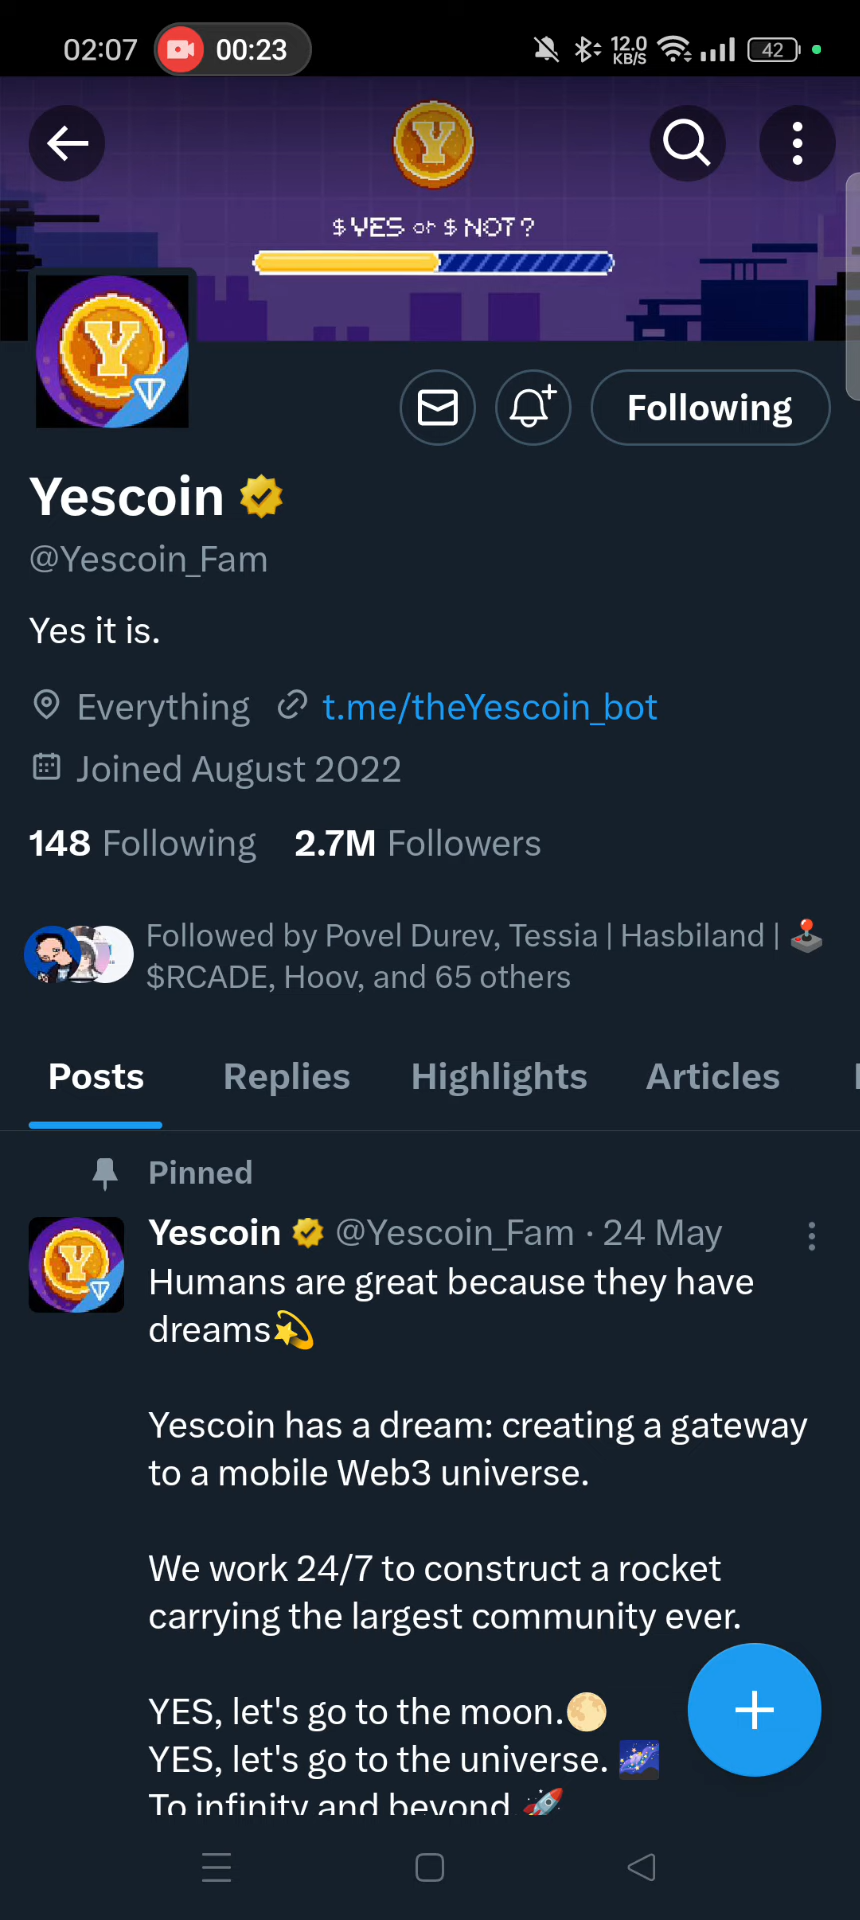 02:07 00:23 12.0 KB/S 42
Y
$ YES or $ NOT?
Y
Following
Yescoin
@Yescoin_Fam
Yes it is.
Everything t.me/theYescoin_bot
Joined August 2022
148 Following 2.7M Followers
Followed by Povel Durev, Tessia | Hasbiland |
$RCADE, Hoov, and 65 others
Posts Replies Highlights Articles
Pinned
Yescoin @Yescoin_Fam · 24 May
Humans are great because they have
dreams💫
Yescoin has a dream: creating a gateway
to a mobile Web3 universe.
We work 24/7 to construct a rocket
carrying the largest community ever.
YES, let's go to the moon.🌕
YES, let's go to the universe. 🌌
To infinity and beyond 🚀